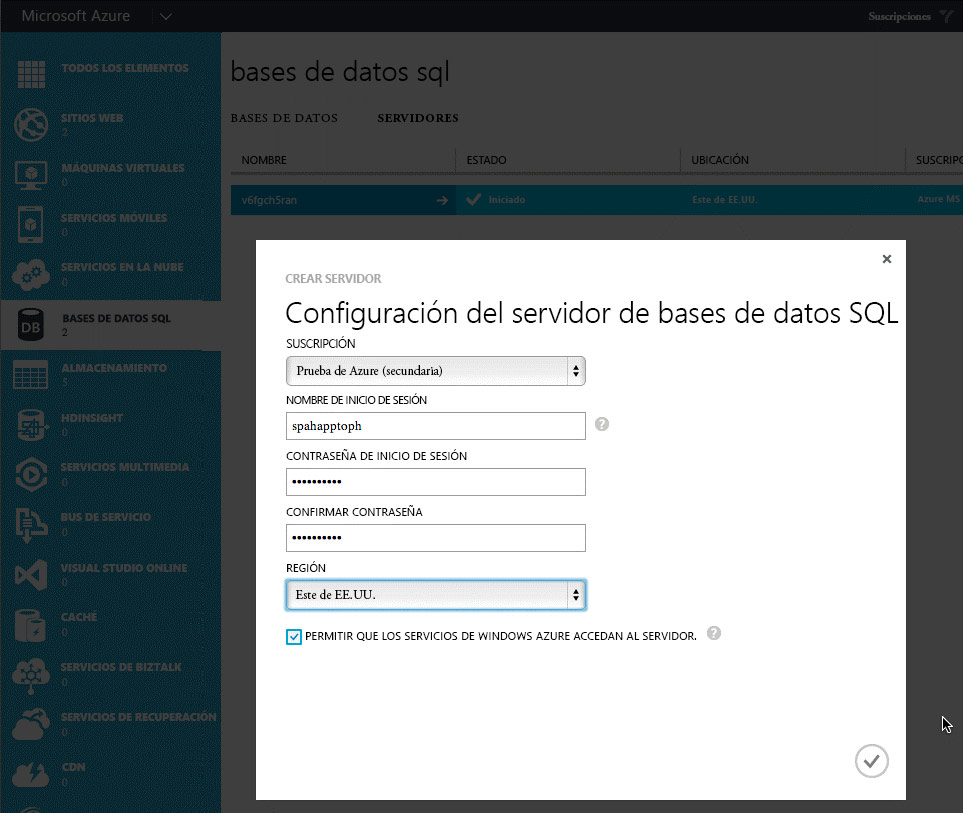 Microsoft Azure
Suscripciones
TODOS LOS ELEMENTOS
SITIOS WEB
2
MÁQUINAS VIRTUALES
0
SERVICIOS MÓVILES
0
SERVICIOS EN LA NUBE
0
DB
BASES DE DATOS SQL
2
ALMACENAMIENTO
5
HDINSIGHT
0
SERVICIOS MULTIMEDIA
0
BUS DE SERVICIO
0
VISUAL STUDIO ONLINE
0
CACHÉ
0
SERVICIOS DE BIZTALK
0
SERVICIOS DE RECUPERACIÓN
0
CDN
0
bases de datos sql
BASES DE DATOS SERVIDORES
NOMBRE ESTADO UBICACIÓN SUSCRIPC
v6fgch5ran Iniciado Este de EE.UU. Azure MS
CREAR SERVIDOR
Configuración del servidor de bases de datos SQL
SUSCRIPCIÓN
Prueba de Azure (secundaria)
NOMBRE DE INICIO DE SESIÓN
spahapptoph
?
CONTRASEÑA DE INICIO DE SESIÓN
••••••••••
CONFIRMAR CONTRASEÑA
••••••••••
REGIÓN
Este de EE.UU.
PERMITIR QUE LOS SERVICIOS DE WINDOWS AZURE ACCEDAN AL SERVIDOR. ?